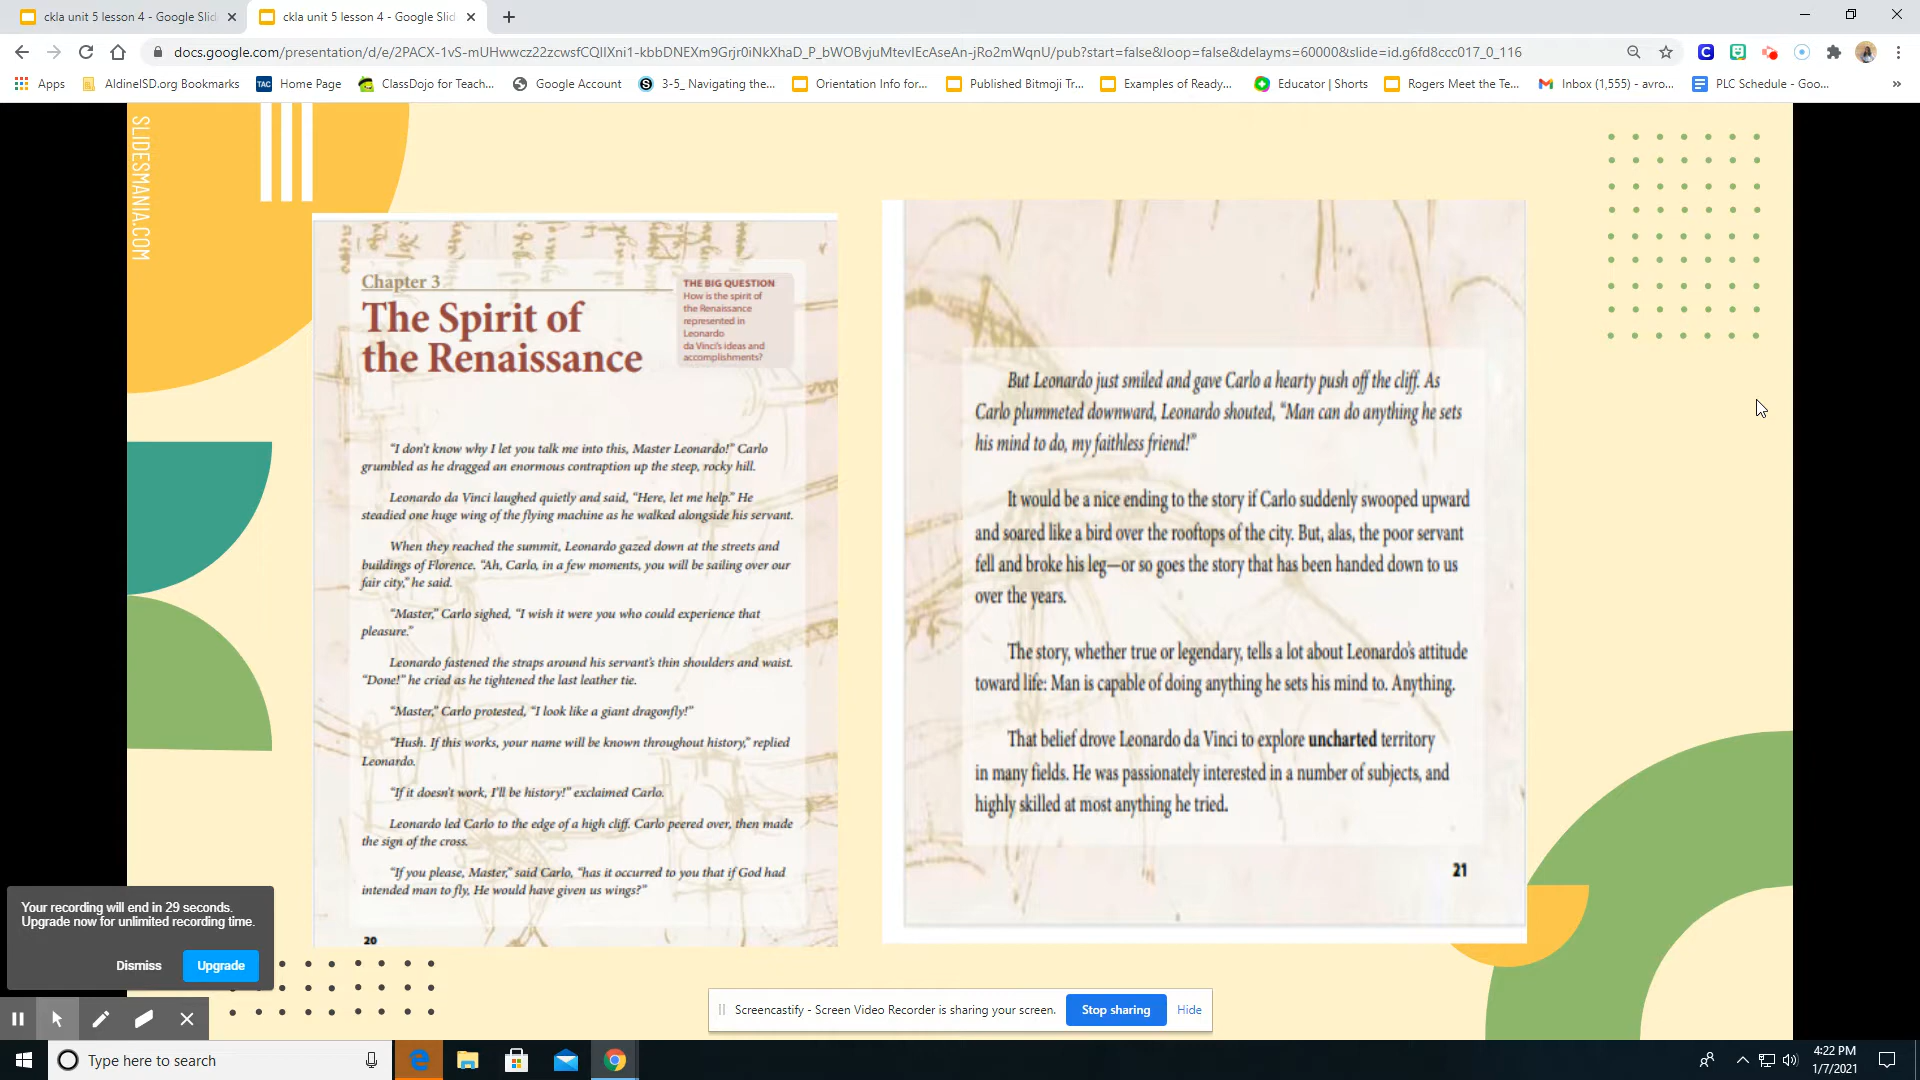 ckla unit 5 lesson 4 - Google Slid
ckla unit 5 lesson 4 - Google Slid
docs.google.com/presentation/d/e/2PACX-1vS-mUHwwcz22zcwsfCQIIXni1-kbbDNEXm9Grjr0iNkXhaD_P_bWOBvjuMtevIEcAseAn-jRo2mWqnU/pub?start=false&loop=false&delayms=60000&slide=id.g6fd8ccc017_0_116
Apps
AldineISD.org Bookmarks
TAC Home Page
ClassDojo for Teach...
Google Account
S 3-5_ Navigating the...
Orientation Info for...
Published Bitmoji Tr...
Examples of Ready...
Educator | Shorts
Rogers Meet the Te...
Inbox (1,555) - avro...
PLC Schedule - Goo...
»
SLIDESMANIA.COM
Chapter 3
The Spirit of
the Renaissance
THE BIG QUESTION
How is the spirit of
the Renaissance
represented in
Leonardo
da Vinci's ideas and
accomplishments?
"I don't know why I let you talk me into this, Master Leonardo!" Carlo
grumbled as he dragged an enormous contraption up the steep, rocky hill.
Leonardo da Vinci laughed quietly and said, "Here, let me help." He
steadied one huge wing of the flying machine as he walked alongside his servant.
When they reached the summit, Leonardo gazed down at the streets and
buildings of Florence. "Ah, Carlo, in a few moments, you will be sailing over our
fair city," he said.
"Master," Carlo sighed, "I wish it were you who could experience that
pleasure."
Leonardo fastened the straps around his servant's thin shoulders and waist.
"Done!" he cried as he tightened the last leather tie.
"Master," Carlo protested, "I look like a giant dragonfly!"
"Hush. If this works, your name will be known throughout history," replied
Leonardo.
"If it doesn't work, I'll be history!" exclaimed Carlo.
Leonardo led Carlo to the edge of a high cliff. Carlo peered over, then made
the sign of the cross.
"If you please, Master," said Carlo, "has it occurred to you that if God had
intended man to fly, He would have given us wings?"
20
But Leonardo just smiled and gave Carlo a hearty push off the cliff. As
Carlo plummeted downward, Leonardo shouted, "Man can do anything he sets
his mind to do, my faithless friend!"
It would be a nice ending to the story if Carlo suddenly swooped upward
and soared like a bird over the rooftops of the city. But, alas, the poor servant
fell and broke his leg—or so goes the story that has been handed down to us
over the years.
The story, whether true or legendary, tells a lot about Leonardo's attitude
toward life: Man is capable of doing anything he sets his mind to. Anything.
That belief drove Leonardo da Vinci to explore uncharted territory
in many fields. He was passionately interested in a number of subjects, and
highly skilled at most anything he tried.
21
Your recording will end in 29 seconds.
Upgrade now for unlimited recording time.
Dismiss
Upgrade
Screencastify - Screen Video Recorder is sharing your screen.
Stop sharing
Hide
Type here to search
4:22 PM
1/7/2021